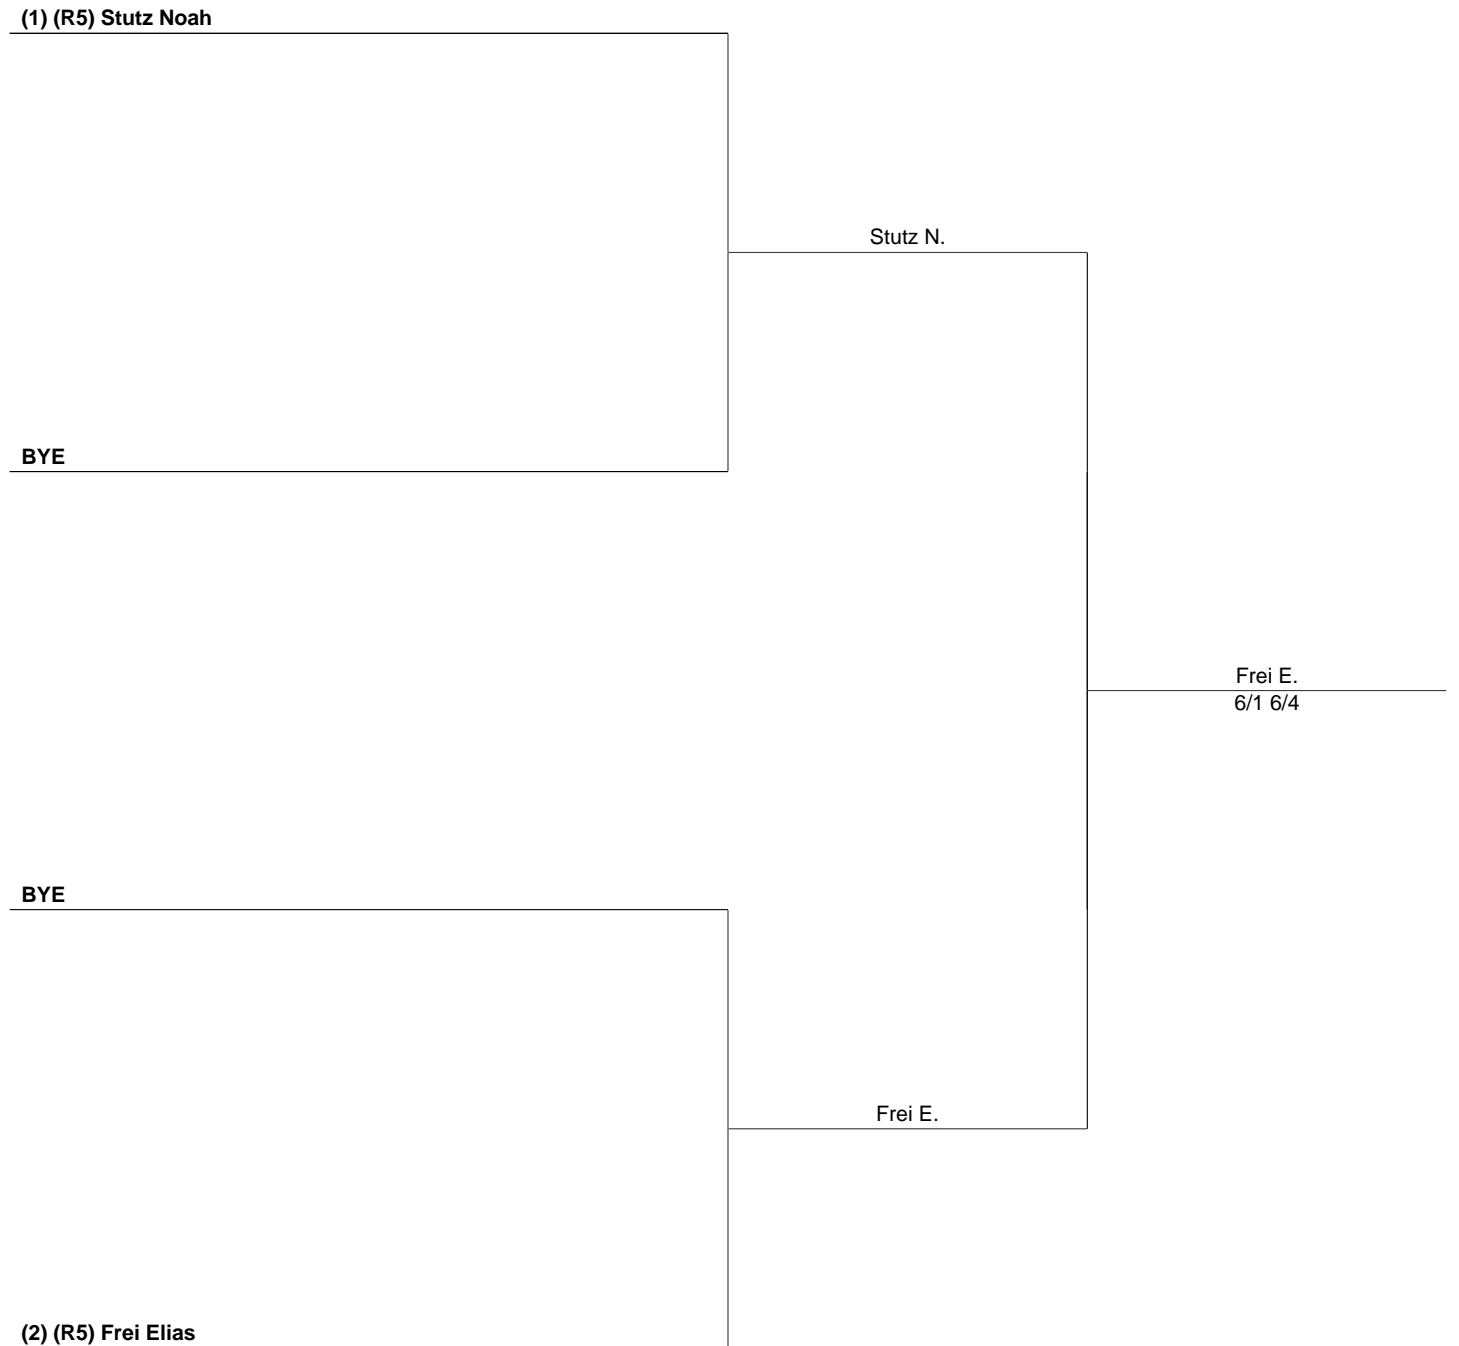 (1) (R5) Stutz Noah
Stutz N.
BYE
Frei E.
6/1 6/4
BYE
Frei E.
(2) (R5) Frei Elias